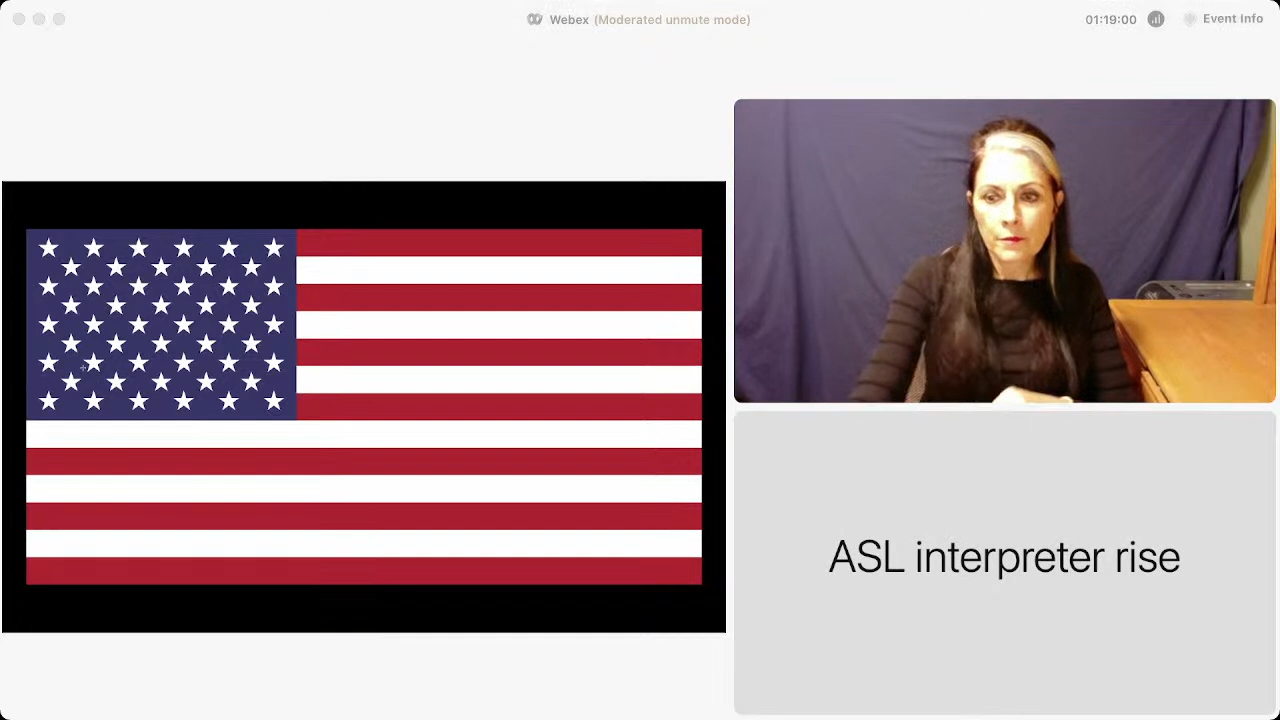 Webex (Moderated unmute mode)
01:19:00
Event Info
ASL interpreter rise